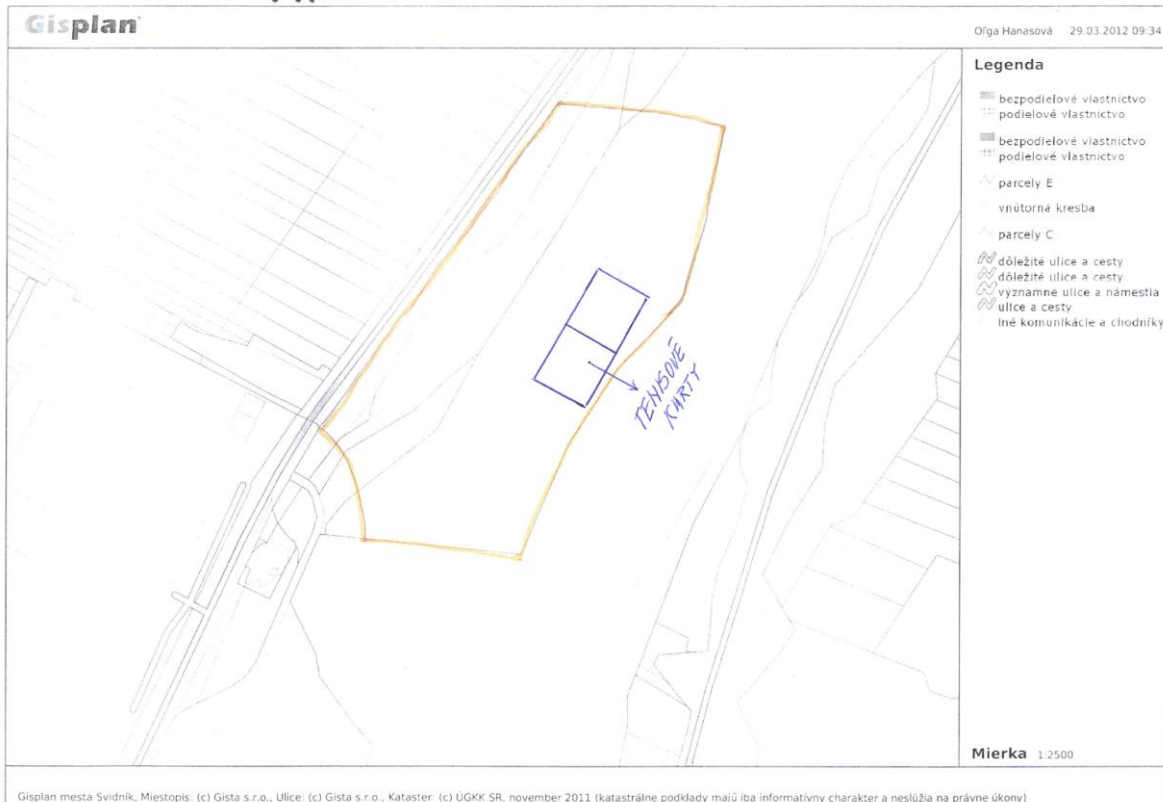 Gisplan
Oľga Hanasová 29.03.2012 09:34
Legenda
bezpodielové vlastníctvo
podielové vlastníctvo
bezpodielové vlastníctvo
podielové vlastníctvo
parcely E
vnútorná kresba
parcely C
dôležité ulice a cesty
dôležité ulice a cesty
významné ulice a námestia
ulice a cesty
Iné komunikácie a chodníky
TENISOVÉ
KURTY
Mierka 1:2500
Gisplan mesta Svidník, Miestopis: (c) Gista s.r.o., Ulice: (c) Gista s.r.o., Kataster: (c) ÚGKK SR, november 2011 (katastrálne podklady majú iba informatívny charakter a neslúžia na právne úkony)